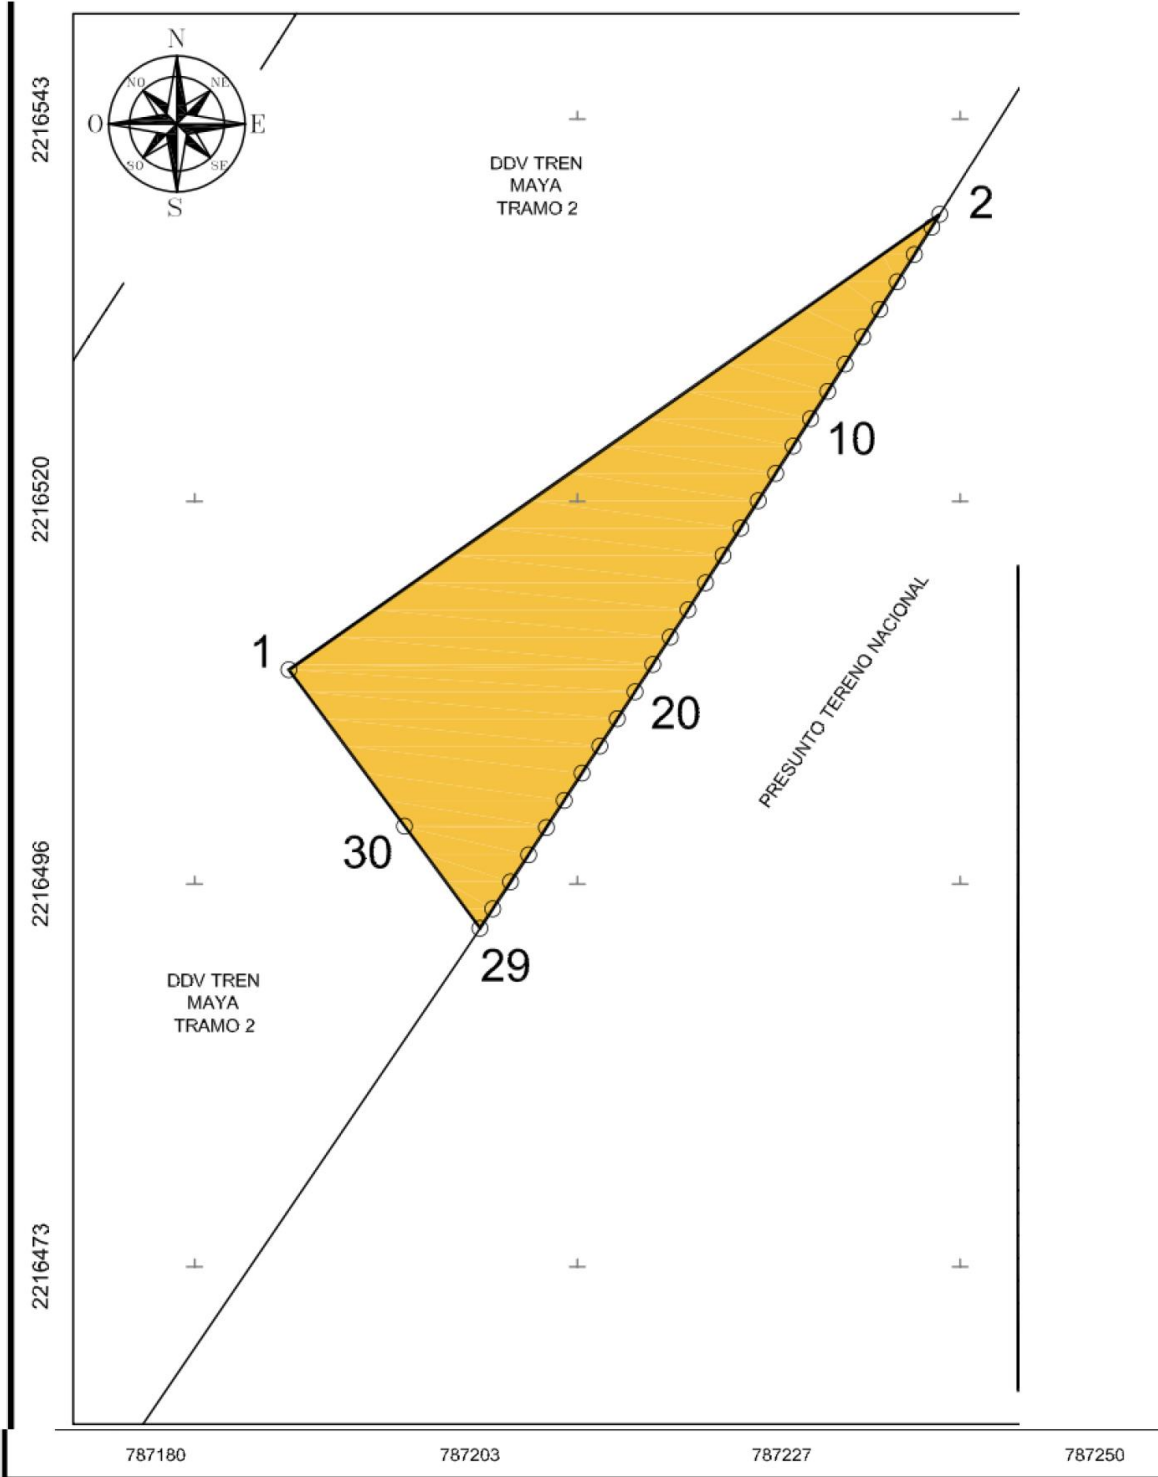 N
NO
NE
O
E
SO
SE
S
2216543
DDV TREN
MAYA
TRAMO 2
2
10
2216520
1
20
PRESUNTO TERENO NACIONAL
30
2216496
29
DDV TREN
MAYA
TRAMO 2
2216473
787180
787203
787227
787250